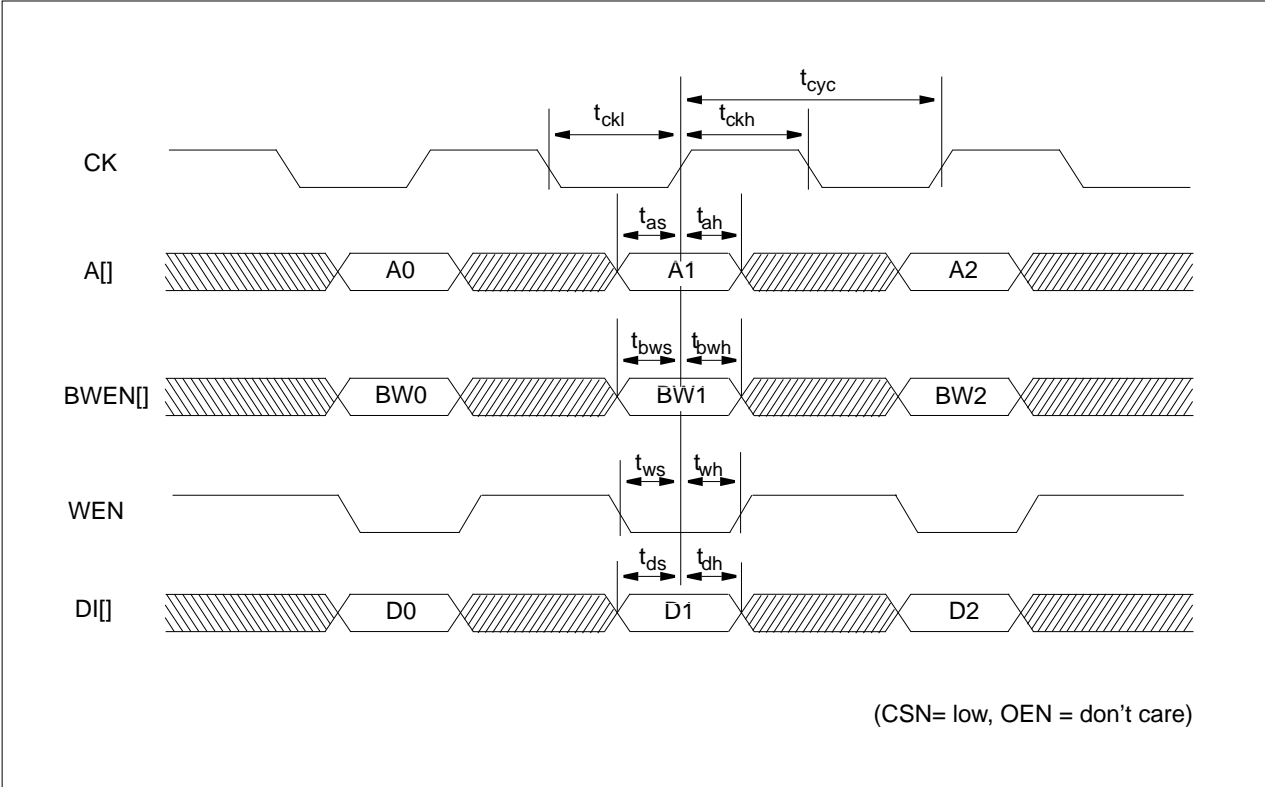 tcyc
tckl tckh
CK
tas tah
A[] A0 A1 A2
tbws tbwh
BWEN[] BW0 BW1 BW2
tws twh
WEN
tds tdh
DI[] D0 D1 D2
(CSN= low, OEN = don't care)